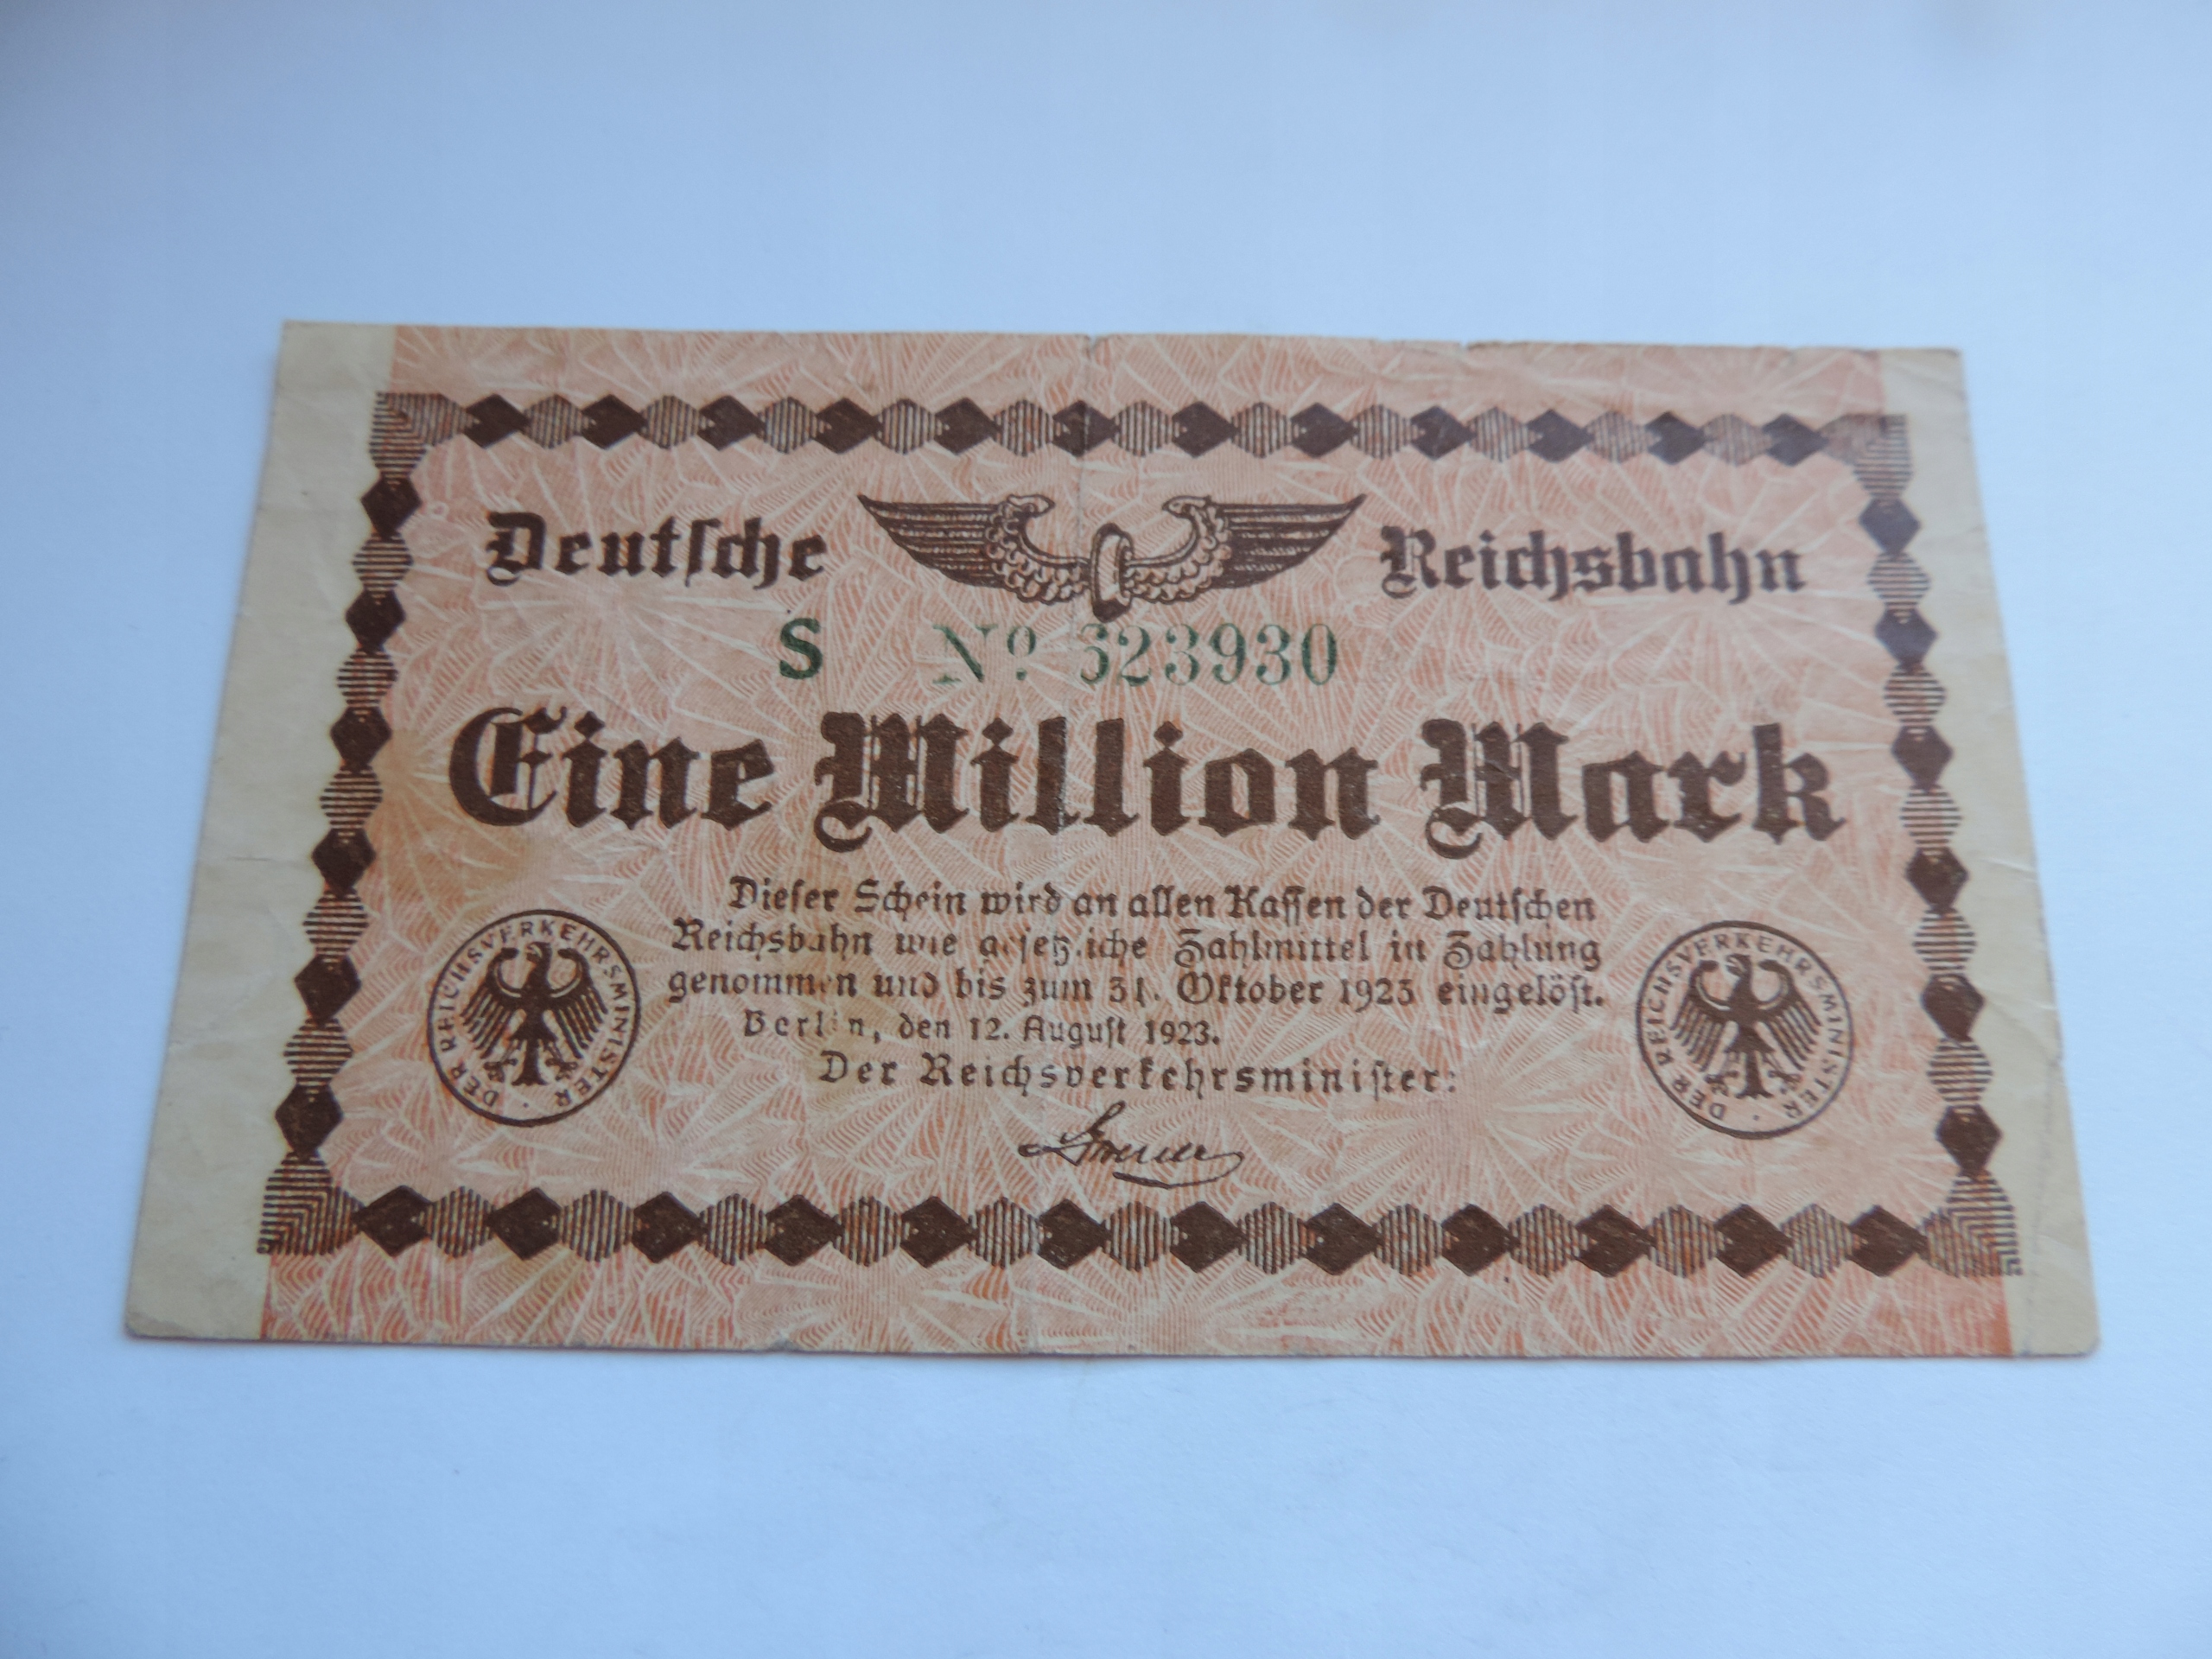 Deutsche Reichsbahn
S No 623930
Eine Million Mark
Dieser Schein wird an allen Kassen der Deutschen
Reichsbahn wie gesetzliche Zahlmittel in Zahlung
genommen und bis zum 31. Oktober 1923 eingelöst.
Berlin, den 12. August 1923.
Der Reichsverkehrsminister:
DER REICHSVERKEHRSMINISTER
DER REICHSVERKEHRSMINISTER